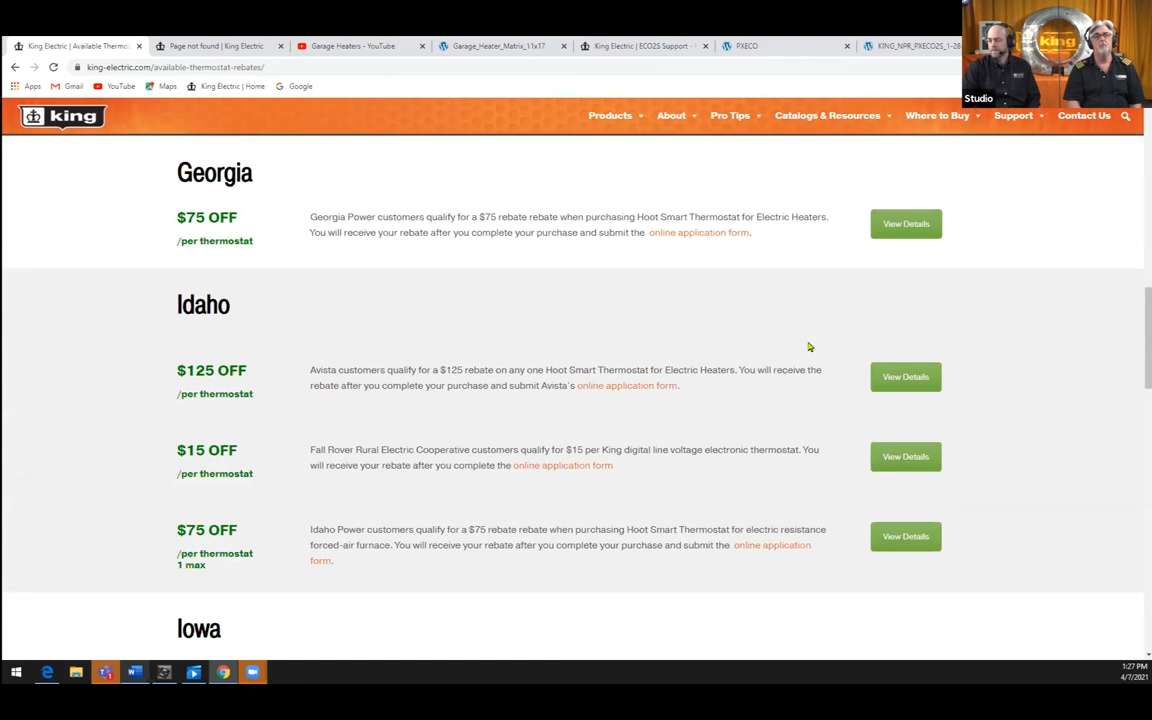 King Electric | Available Thermos
Page not found | King Electric
Garage Heaters - YouTube
Garage_Heater_Matrix_11x17
King Electric | ECO2S Support -
PXECO
KING_NPR_PXECO2S_1-28
king-electric.com/available-thermostat-rebates/
Apps
Gmail
YouTube
Maps
King Electric | Home
Google
king
Studio
king
Products
About
Pro Tips
Catalogs & Resources
Where to Buy
Support
Contact Us
Georgia
$75 OFF
/per thermostat
Georgia Power customers qualify for a $75 rebate rebate when purchasing Hoot Smart Thermostat for Electric Heaters.
You will receive your rebate after you complete your purchase and submit the online application form.
View Details
Idaho
$125 OFF
/per thermostat
Avista customers qualify for a $125 rebate on any one Hoot Smart Thermostat for Electric Heaters. You will receive the
rebate after you complete your purchase and submit Avista's online application form.
View Details
$15 OFF
/per thermostat
Fall Rover Rural Electric Cooperative customers qualify for $15 per King digital line voltage electronic thermostat. You
will receive your rebate after you complete the online application form
View Details
$75 OFF
/per thermostat
1 max
Idaho Power customers qualify for a $75 rebate rebate when purchasing Hoot Smart Thermostat for electric resistance
forced-air furnace. You will receive your rebate after you complete your purchase and submit the online application
form.
View Details
Iowa
1:27 PM
4/7/2021